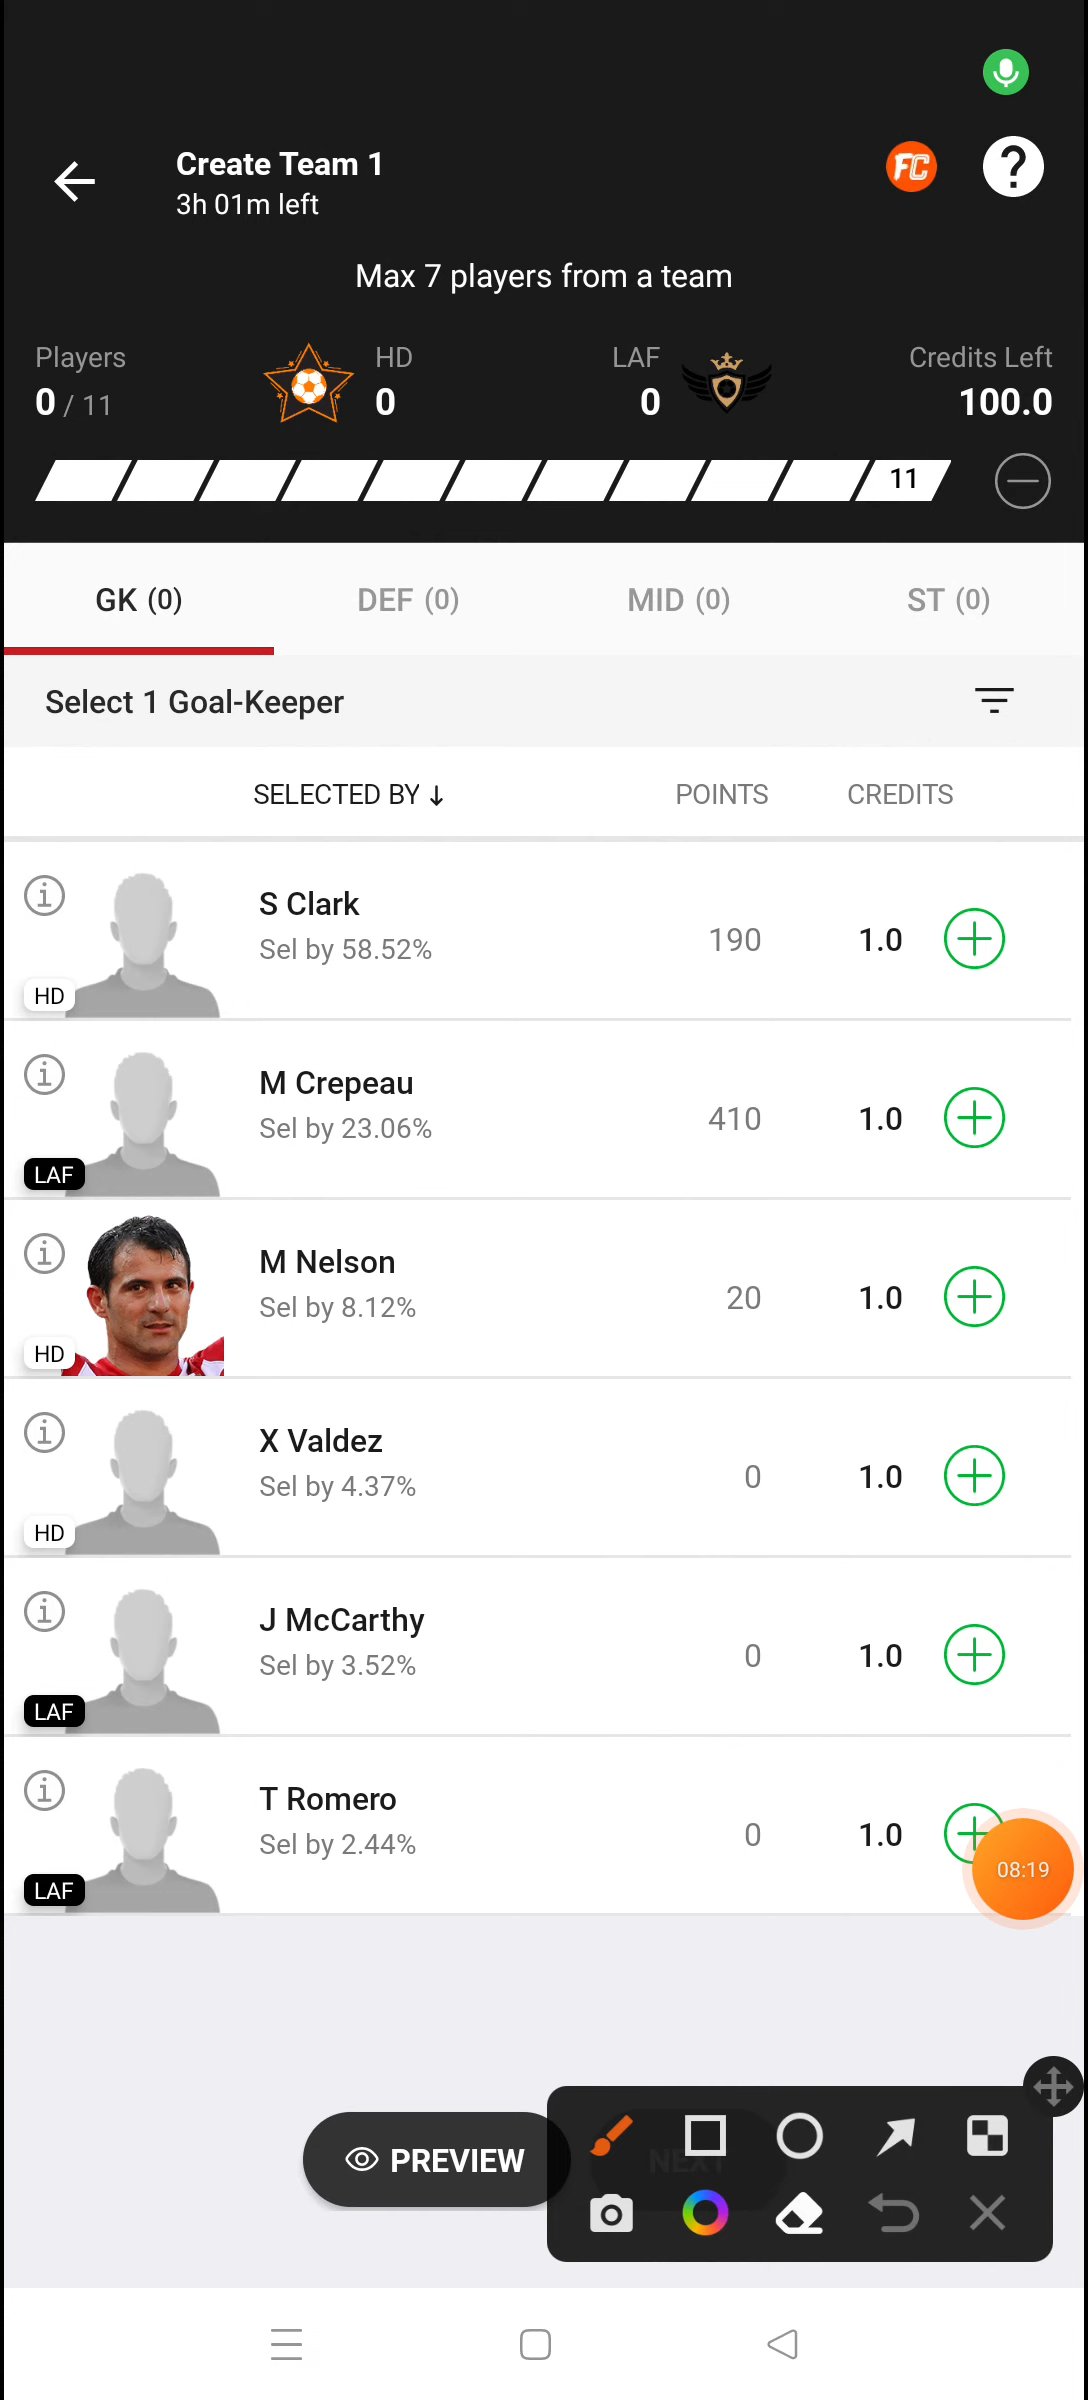 Create Team 1
3h 01m left
FC
?
Max 7 players from a team
Players
0 / 11
HD
0
LAF
0
Credits Left
100.0
11
GK (0)
DEF (0)
MID (0)
ST (0)
Select 1 Goal-Keeper
SELECTED BY ↓
POINTS
CREDITS
S Clark
Sel by 58.52%
190
1.0
HD
M Crepeau
Sel by 23.06%
410
1.0
LAF
M Nelson
Sel by 8.12%
20
1.0
HD
X Valdez
Sel by 4.37%
0
1.0
HD
J McCarthy
Sel by 3.52%
0
1.0
LAF
T Romero
Sel by 2.44%
0
1.0
LAF
08:19
PREVIEW
NEXT